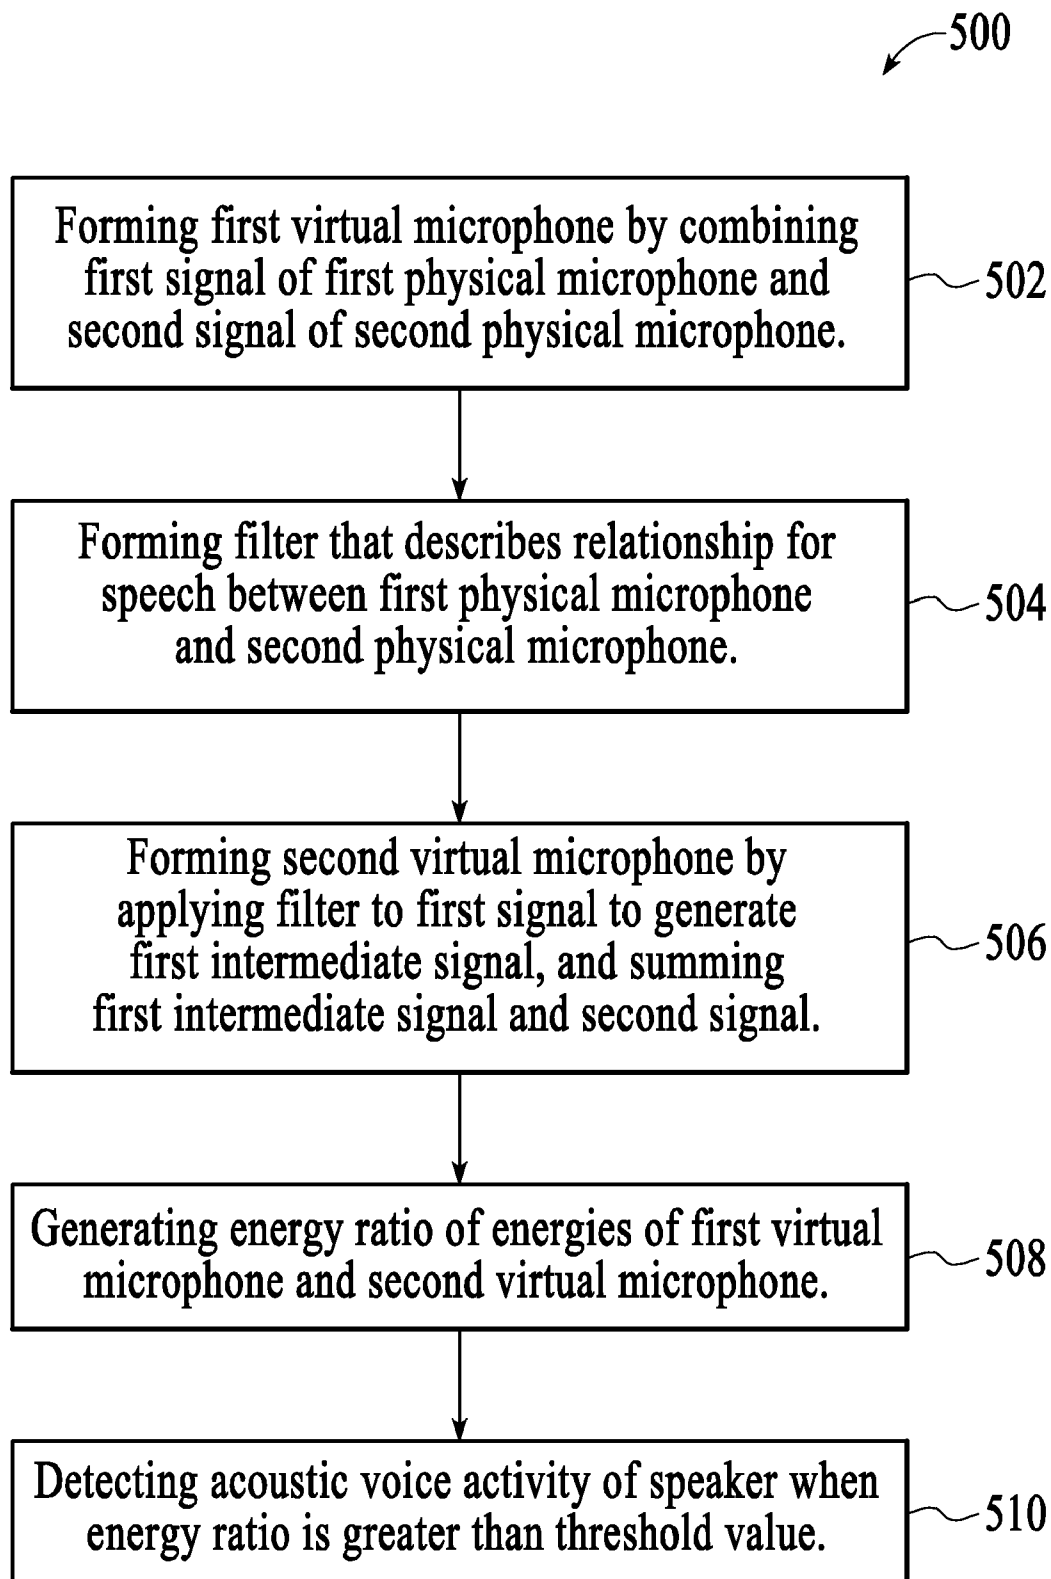 500
Forming first virtual microphone by combining
first signal of first physical microphone and
second signal of second physical microphone.
502
Forming filter that describes relationship for
speech between first physical microphone
and second physical microphone.
504
Forming second virtual microphone by
applying filter to first signal to generate
first intermediate signal, and summing
first intermediate signal and second signal.
506
Generating energy ratio of energies of first virtual
microphone and second virtual microphone.
508
Detecting acoustic voice activity of speaker when
energy ratio is greater than threshold value.
510